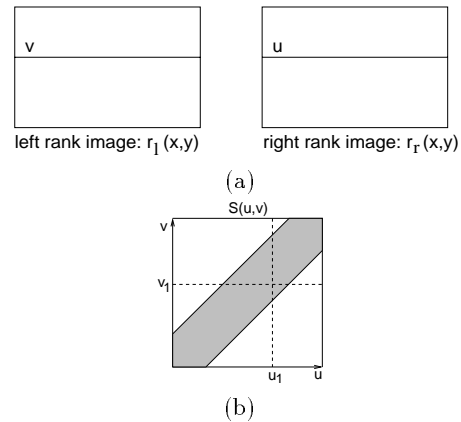 v
u
left rank image: r_l (x,y)
right rank image: r_r (x,y)
(a)
S(u,v)
v
v_1
u_1
u
(b)